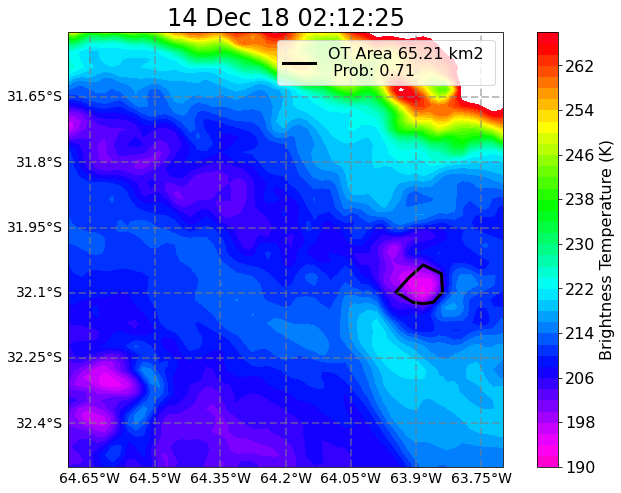 14 Dec 18 02:12:25
OT Area 65.21 km2
Prob: 0.71
31.65°S
31.8°S
31.95°S
32.1°S
32.25°S
32.4°S
64.65°W 64.5°W 64.35°W 64.2°W 64.05°W 63.9°W 63.75°W
262
254
246
238
230
222
214
206
198
190
Brightness Temperature (K)